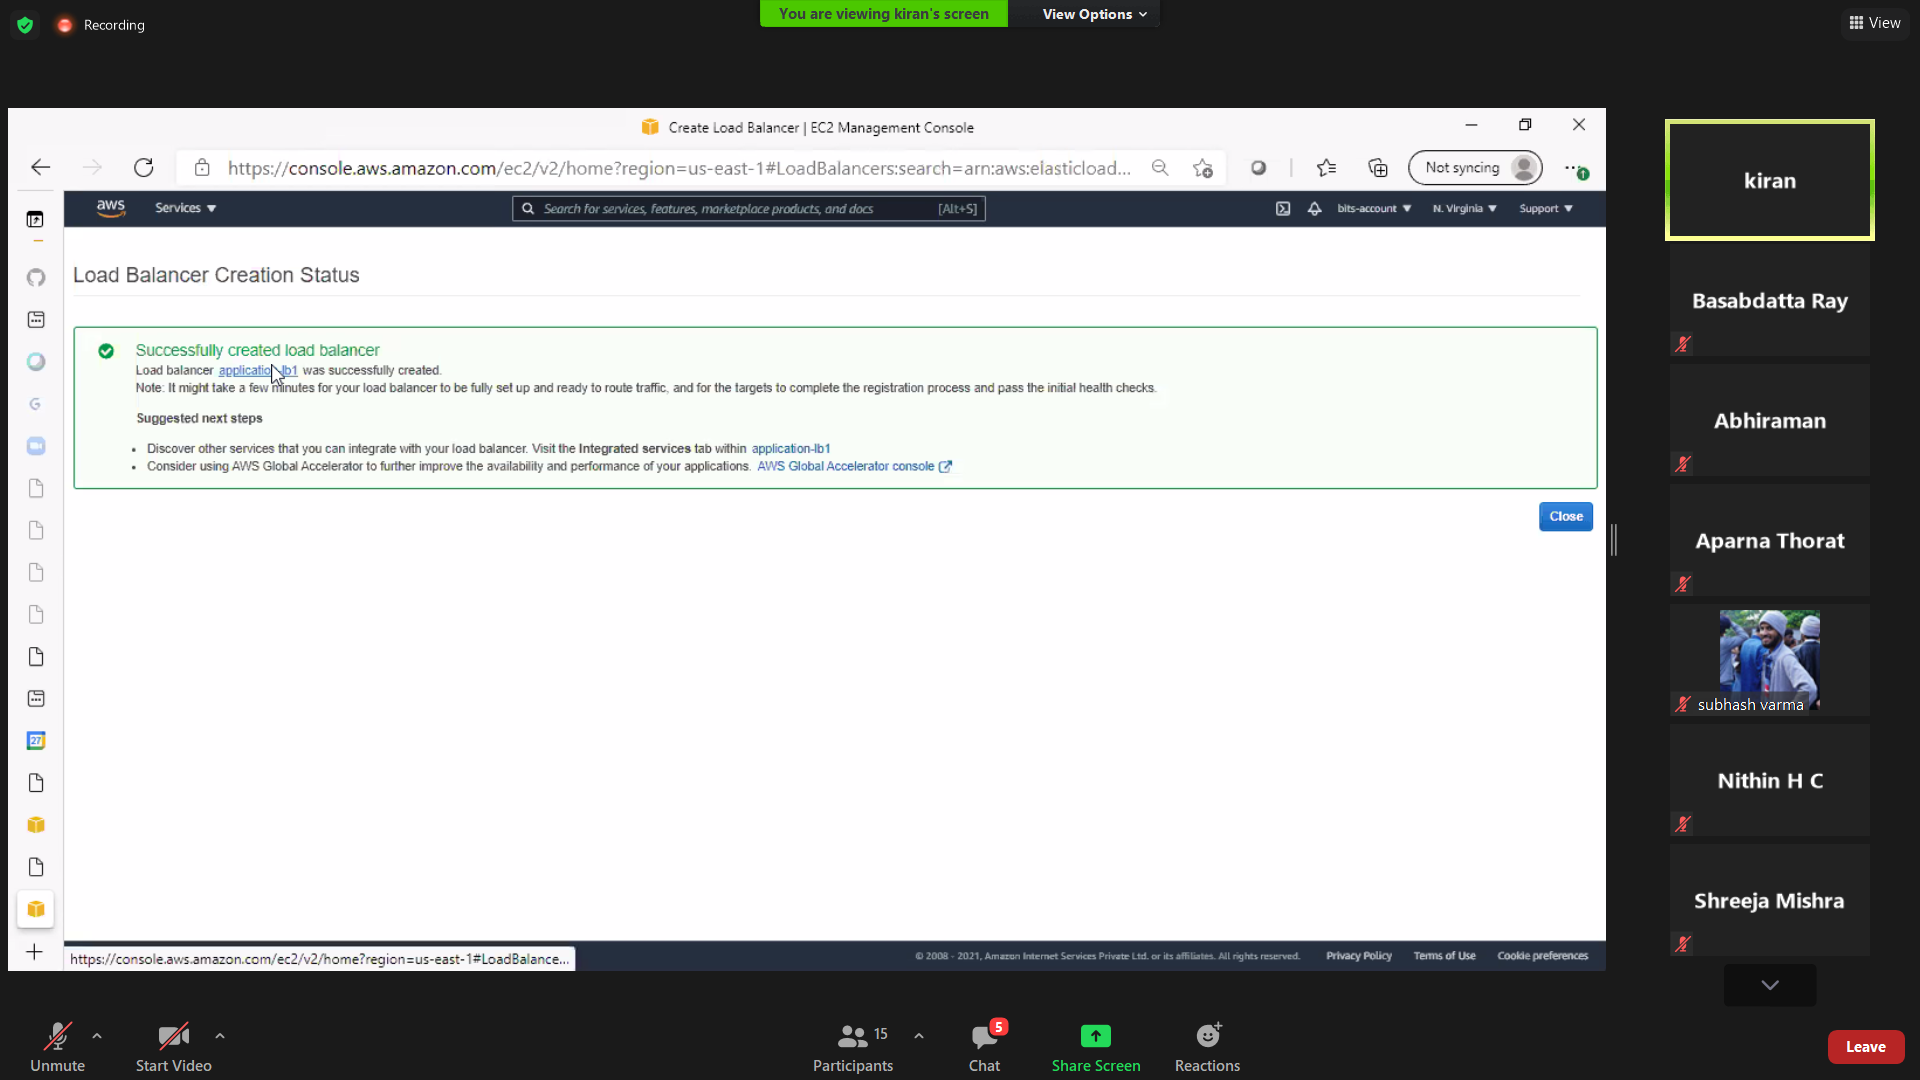 Recording
You are viewing kiran's screen
View Options
View
Create Load Balancer | EC2 Management Console
https://console.aws.amazon.com/ec2/v2/home?region=us-east-1#LoadBalancers:search=arn:aws:elasticload...
Not syncing
aws
Services
Search for services, features, marketplace products, and docs
[Alt+S]
bits-account
N. Virginia
Support
Load Balancer Creation Status
Successfully created load balancer
Load balancer application-lb1 was successfully created.
Note: It might take a few minutes for your load balancer to be fully set up and ready to route traffic, and for the targets to complete the registration process and pass the initial health checks.
Suggested next steps
Discover other services that you can integrate with your load balancer. Visit the Integrated services tab within application-lb1
Consider using AWS Global Accelerator to further improve the availability and performance of your applications. AWS Global Accelerator console
Close
27
https://console.aws.amazon.com/ec2/v2/home?region=us-east-1#LoadBalance...
© 2008 - 2021, Amazon Internet Services Private Ltd. or its affiliates. All rights reserved.
Privacy Policy
Terms of Use
Cookie preferences
kiran
Basabdatta Ray
Abhiraman
Aparna Thorat
subhash varma
Nithin H C
Shreeja Mishra
Unmute
Start Video
15
Participants
5
Chat
Share Screen
Reactions
Leave